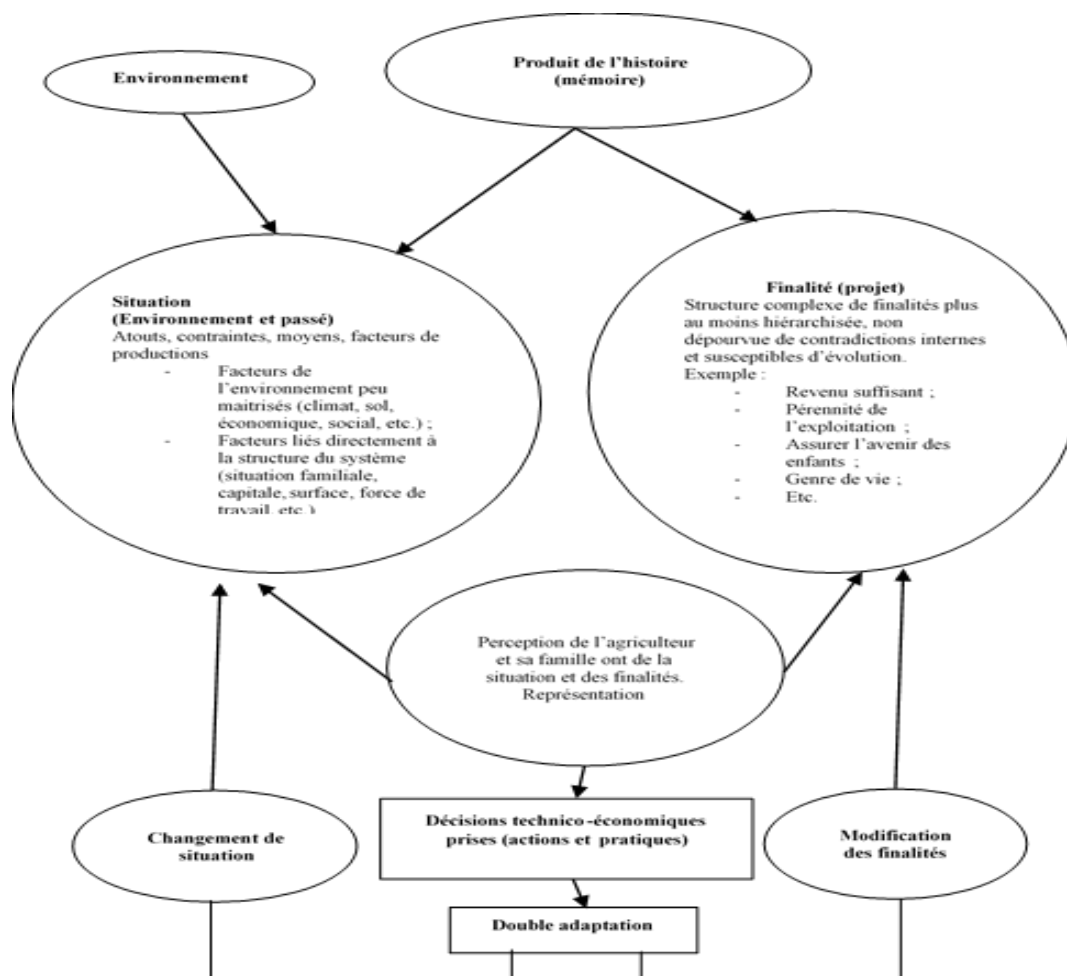 Environnement
Produit de l'histoire
(mémoire)
Situation
(Environnement et passé)
Atouts, contraintes, moyens, facteurs de
productions
- Facteurs de
l'environnement peu
maitrisés (climat, sol,
économique, social, etc.) ;
- Facteurs liés directement à
la structure du système
(situation familiale,
capitale, surface, force de
travail, etc.)
Finalité (projet)
Structure complexe de finalités plus
au moins hiérarchisée, non
dépourvue de contradictions internes
et susceptibles d'évolution.
Exemple :
- Revenu suffisant ;
- Pérennité de
l'exploitation ;
- Assurer l'avenir des
enfants ;
- Genre de vie ;
- Etc.
Perception de l'agriculteur
et sa famille ont de la
situation et des finalités.
Représentation
Changement de
situation
Décisions technico-économiques
prises (actions et pratiques)
Modification
des finalités
Double adaptation